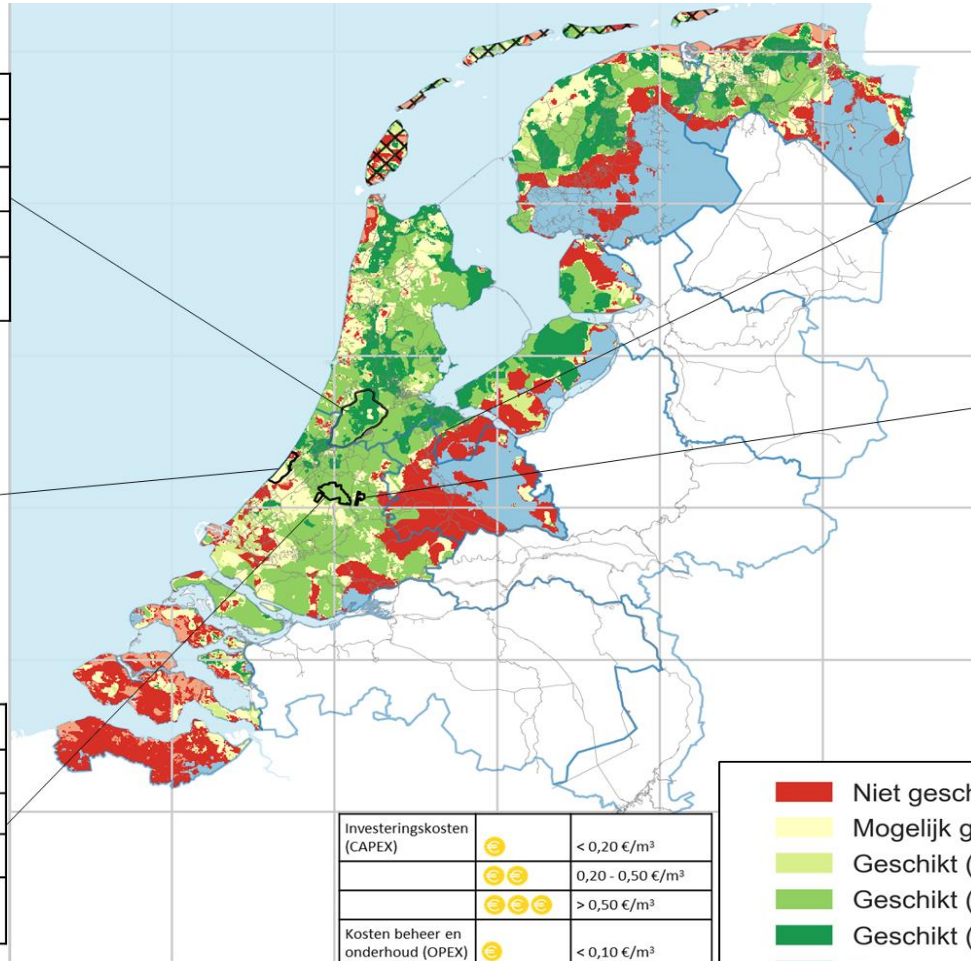 Investeringskosten
(CAPEX)
< 0,20 €/m³
0,20 - 0,50 €/m³
> 0,50 €/m³
Kosten beheer en
onderhoud (OPEX)
< 0,10 €/m³
Niet gesch
Mogelijk g
Geschikt (
Geschikt (
Geschikt (